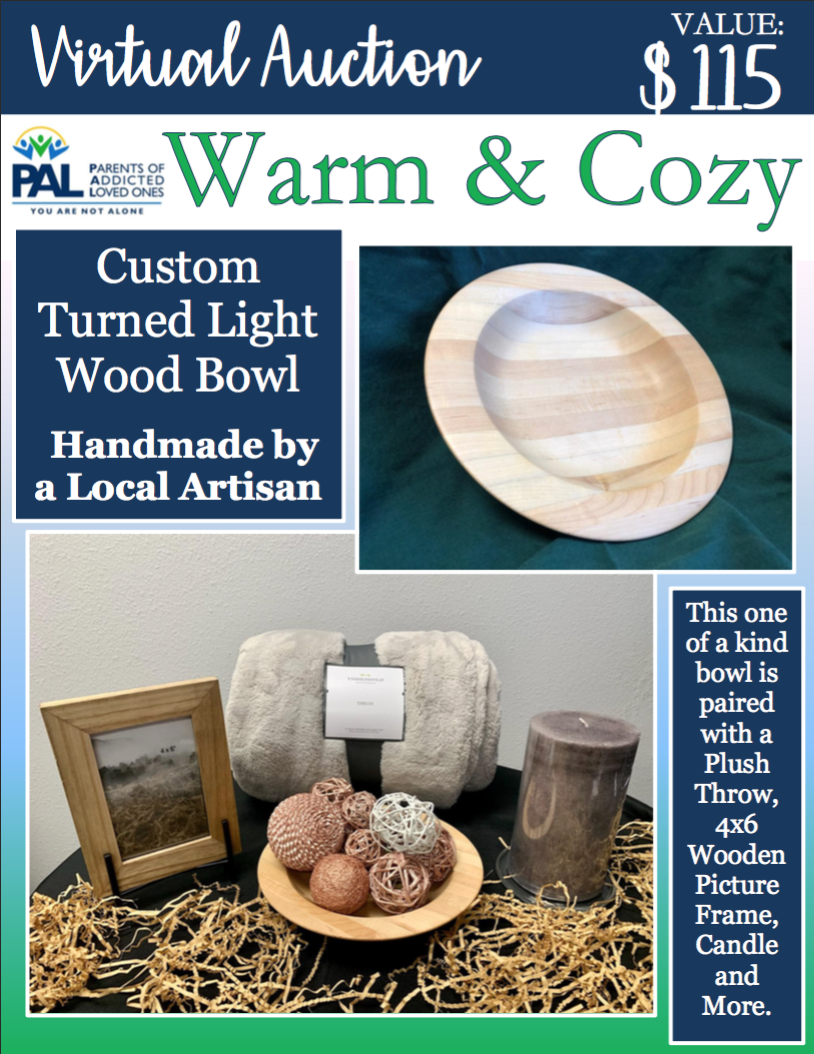 Virtual Auction
VALUE:
$115
PAL
PARENTS OF
ADDICTED
LOVED ONES
YOU ARE NOT ALONE
Warm & Cozy
Custom
Turned Light
Wood Bowl
Handmade by
a Local Artisan
4x6"
This one
of a kind
bowl is
paired
with a
Plush
Throw,
4x6
Wooden
Picture
Frame,
Candle
and
More.